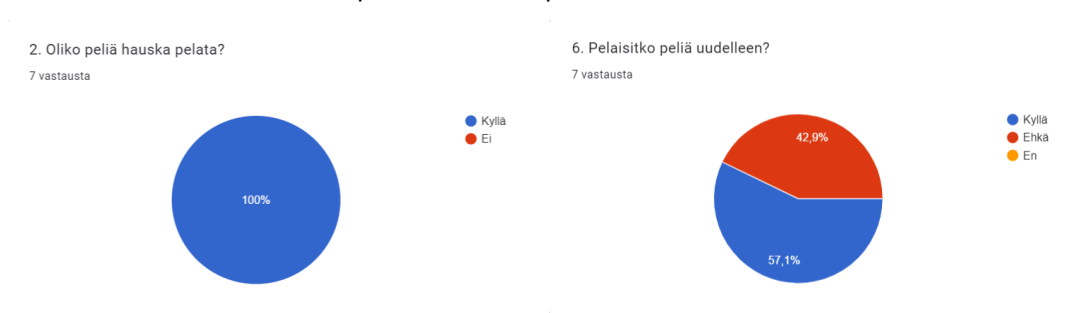 2. Oliko peliä hauska pelata?
7 vastausta
Kyllä
Ei
100%
6. Pelaisitko peliä uudelleen?
7 vastausta
Kyllä
Ehkä
En
42,9%
57,1%